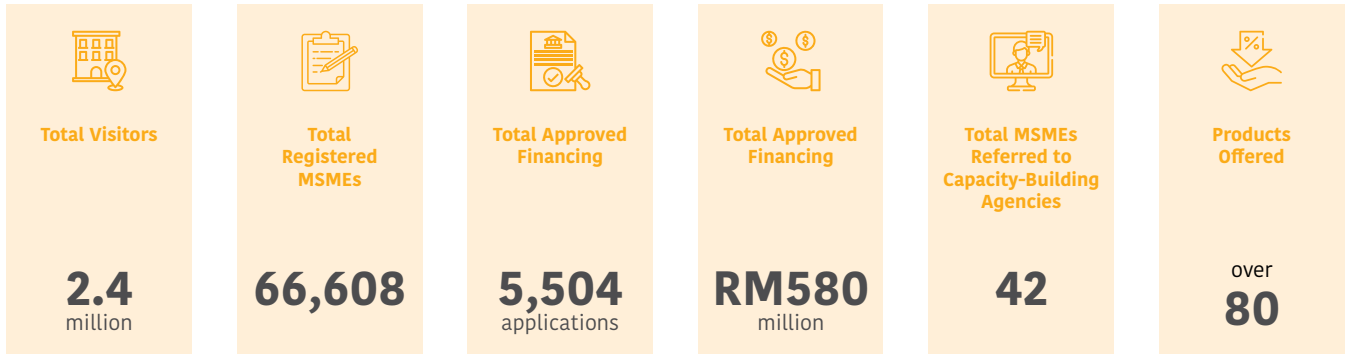 Total Visitors
2.4
million
Total
Registered
MSMEs
66,608
Total Approved
Financing
5,504
applications
Total Approved
Financing
RM580
million
Total MSMEs
Referred to
Capacity-Building
Agencies
42
Products
Offered
over
80